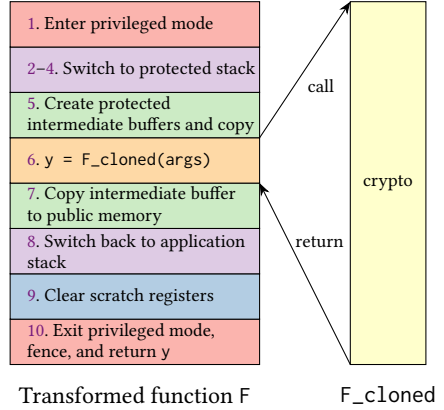 1. Enter privileged mode
2–4. Switch to protected stack
5. Create protected
intermediate buffers and copy
6. y = F_cloned(args)
7. Copy intermediate buffer
to public memory
8. Switch back to application
stack
9. Clear scratch registers
10. Exit privileged mode,
fence, and return y
call
crypto
return
Transformed function F
F_cloned